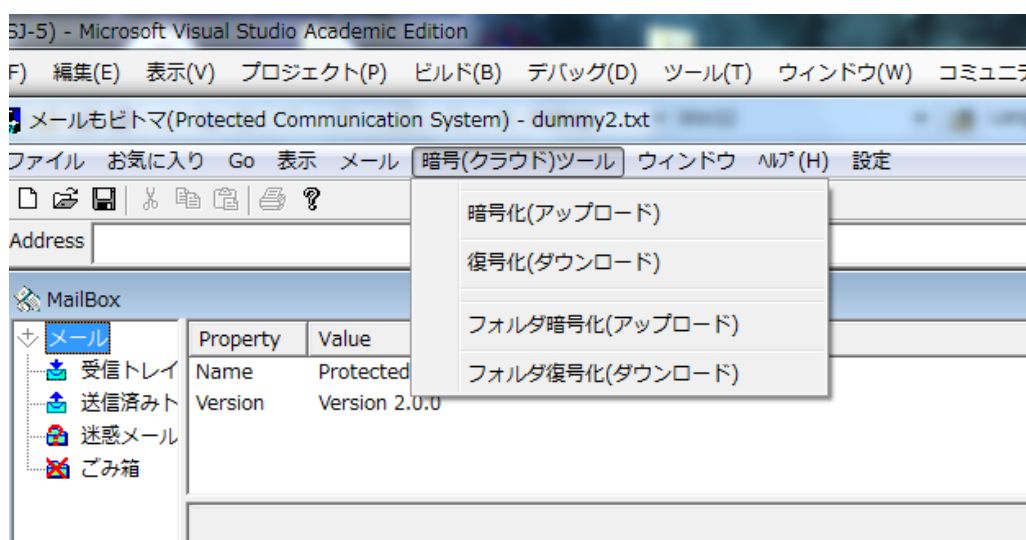 SJ-5) - Microsoft Visual Studio Academic Edition
F) 編集(E) 表示(V) プロジェクト(P) ビルド(B) デバッグ(D) ツール(T) ウィンドウ(W) コミュニテ
メールもビトマ(Protected Communication System) - dummy2.txt
ファイル お気に入り Go 表示 メール 暗号(クラウド)ツール ウィンドウ ﾍﾙﾌﾟ(H) 設定
暗号化(アップロード)
Address
復号化(ダウンロード)
MailBox
フォルダ暗号化(アップロード)
メール Property Value
受信トレイ Name Protected フォルダ復号化(ダウンロード)
送信済みト Version Version 2.0.0
迷惑メール
ごみ箱